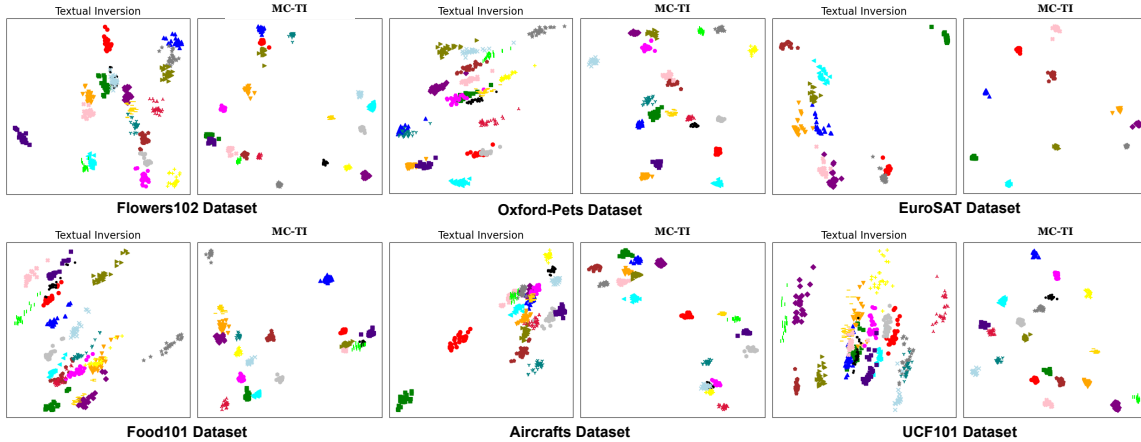 Textual Inversion
MC-TI
Textual Inversion
MC-TI
Textual Inversion
MC-TI
Flowers102 Dataset
Oxford-Pets Dataset
EuroSAT Dataset
Textual Inversion
MC-TI
Textual Inversion
MC-TI
Textual Inversion
MC-TI
Food101 Dataset
Aircrafts Dataset
UCF101 Dataset